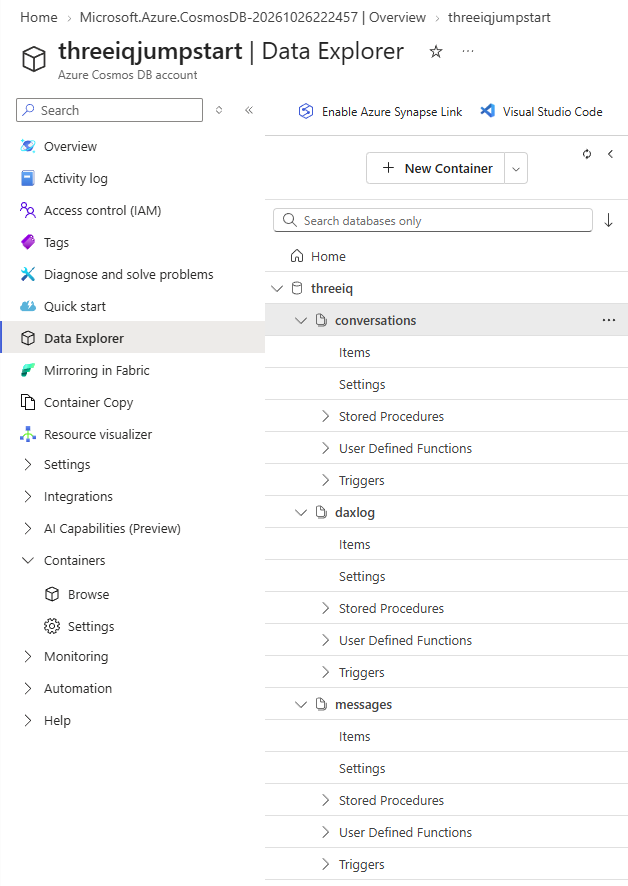 Home > Microsoft.Azure.CosmosDB-20261026222457 | Overview > threeiqjumpstart
threeiqjumpstart | Data Explorer
Azure Cosmos DB account
Search
Overview
Activity log
Access control (IAM)
Tags
Diagnose and solve problems
Quick start
Data Explorer
Mirroring in Fabric
Container Copy
Resource visualizer
Settings
Integrations
AI Capabilities (Preview)
Containers
Browse
Settings
Monitoring
Automation
Help
Enable Azure Synapse Link
Visual Studio Code
New Container
Search databases only
Home
threeiq
conversations
Items
Settings
Stored Procedures
User Defined Functions
Triggers
daxlog
Items
Settings
Stored Procedures
User Defined Functions
Triggers
messages
Items
Settings
Stored Procedures
User Defined Functions
Triggers